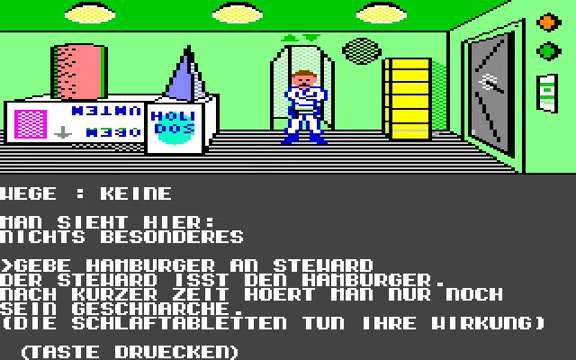 UNTEN
OBEN
HOLI
DOS
WEGE : KEINE
MAN SIEHT HIER:
NICHTS BESONDERES
>GEBE HAMBURGER AN STEWARD
DER STEWARD ISST DEN HAMBURGER.
NACH KURZER ZEIT HOERT MAN NUR NOCH
SEIN GESCHNARCHE.
(DIE SCHLAFTABLETTEN TUN IHRE WIRKUNG)
(TASTE DRUECKEN)